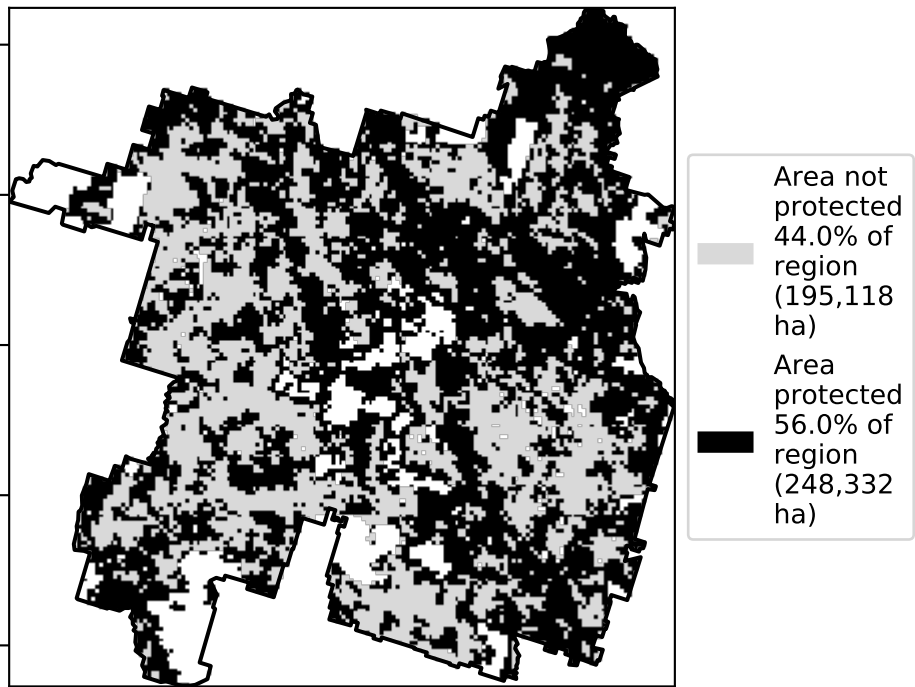 Area not
protected
44.0% of
region
(195,118
ha)
Area
protected
56.0% of
region
(248,332
ha)